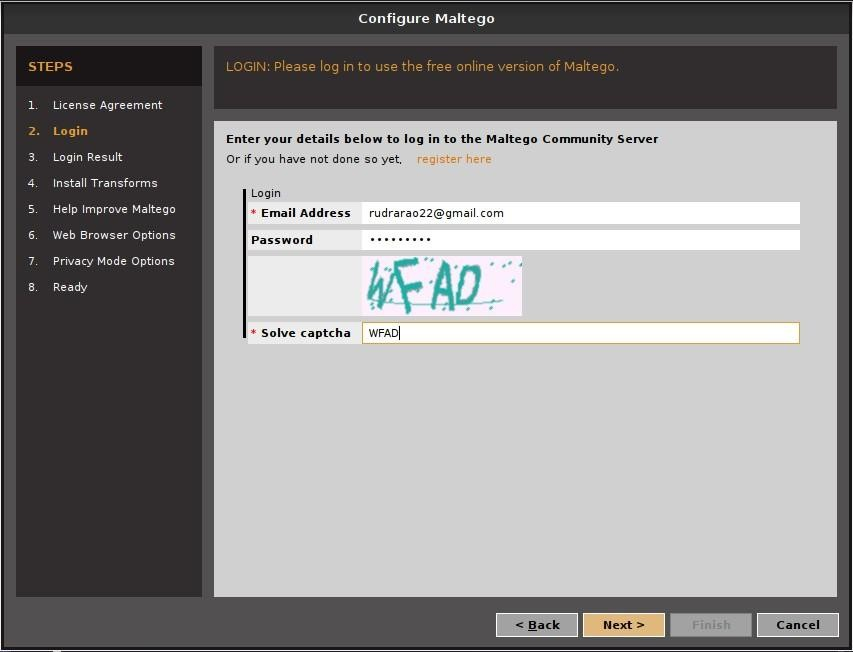 Configure Maltego
STEPS
1. License Agreement
2. Login
3. Login Result
4. Install Transforms
5. Help Improve Maltego
6. Web Browser Options
7. Privacy Mode Options
8. Ready
LOGIN: Please log in to use the free online version of Maltego.
Enter your details below to log in to the Maltego Community Server
Or if you have not done so yet, register here
Login
* Email Address rudrarao22@gmail.com
Password •••••••••
WFAD
* Solve captcha WFAD
< Back Next > Finish Cancel